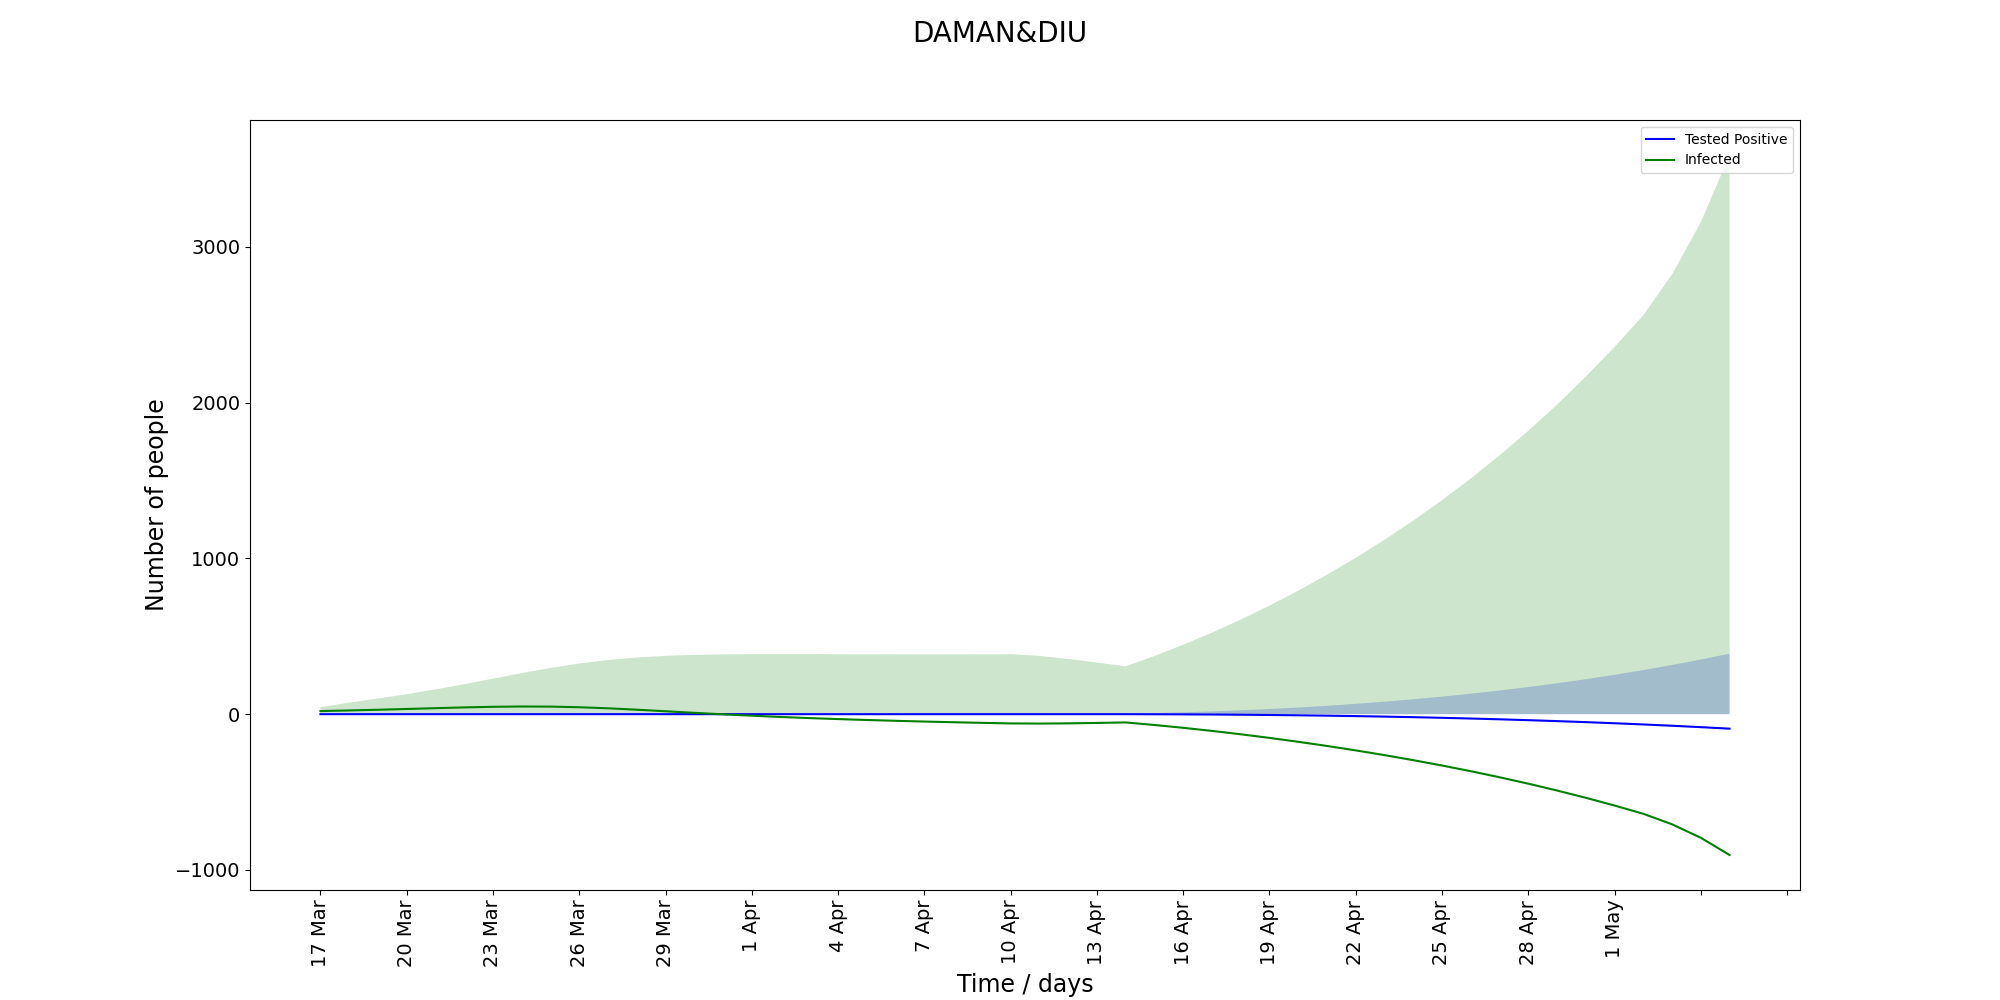 DAMAN&DIU
Tested Positive
Infected
Number of people
3000
2000
1000
0
−1000
17 Mar
20 Mar
23 Mar
26 Mar
29 Mar
1 Apr
4 Apr
7 Apr
10 Apr
13 Apr
16 Apr
19 Apr
22 Apr
25 Apr
28 Apr
1 May
Time / days